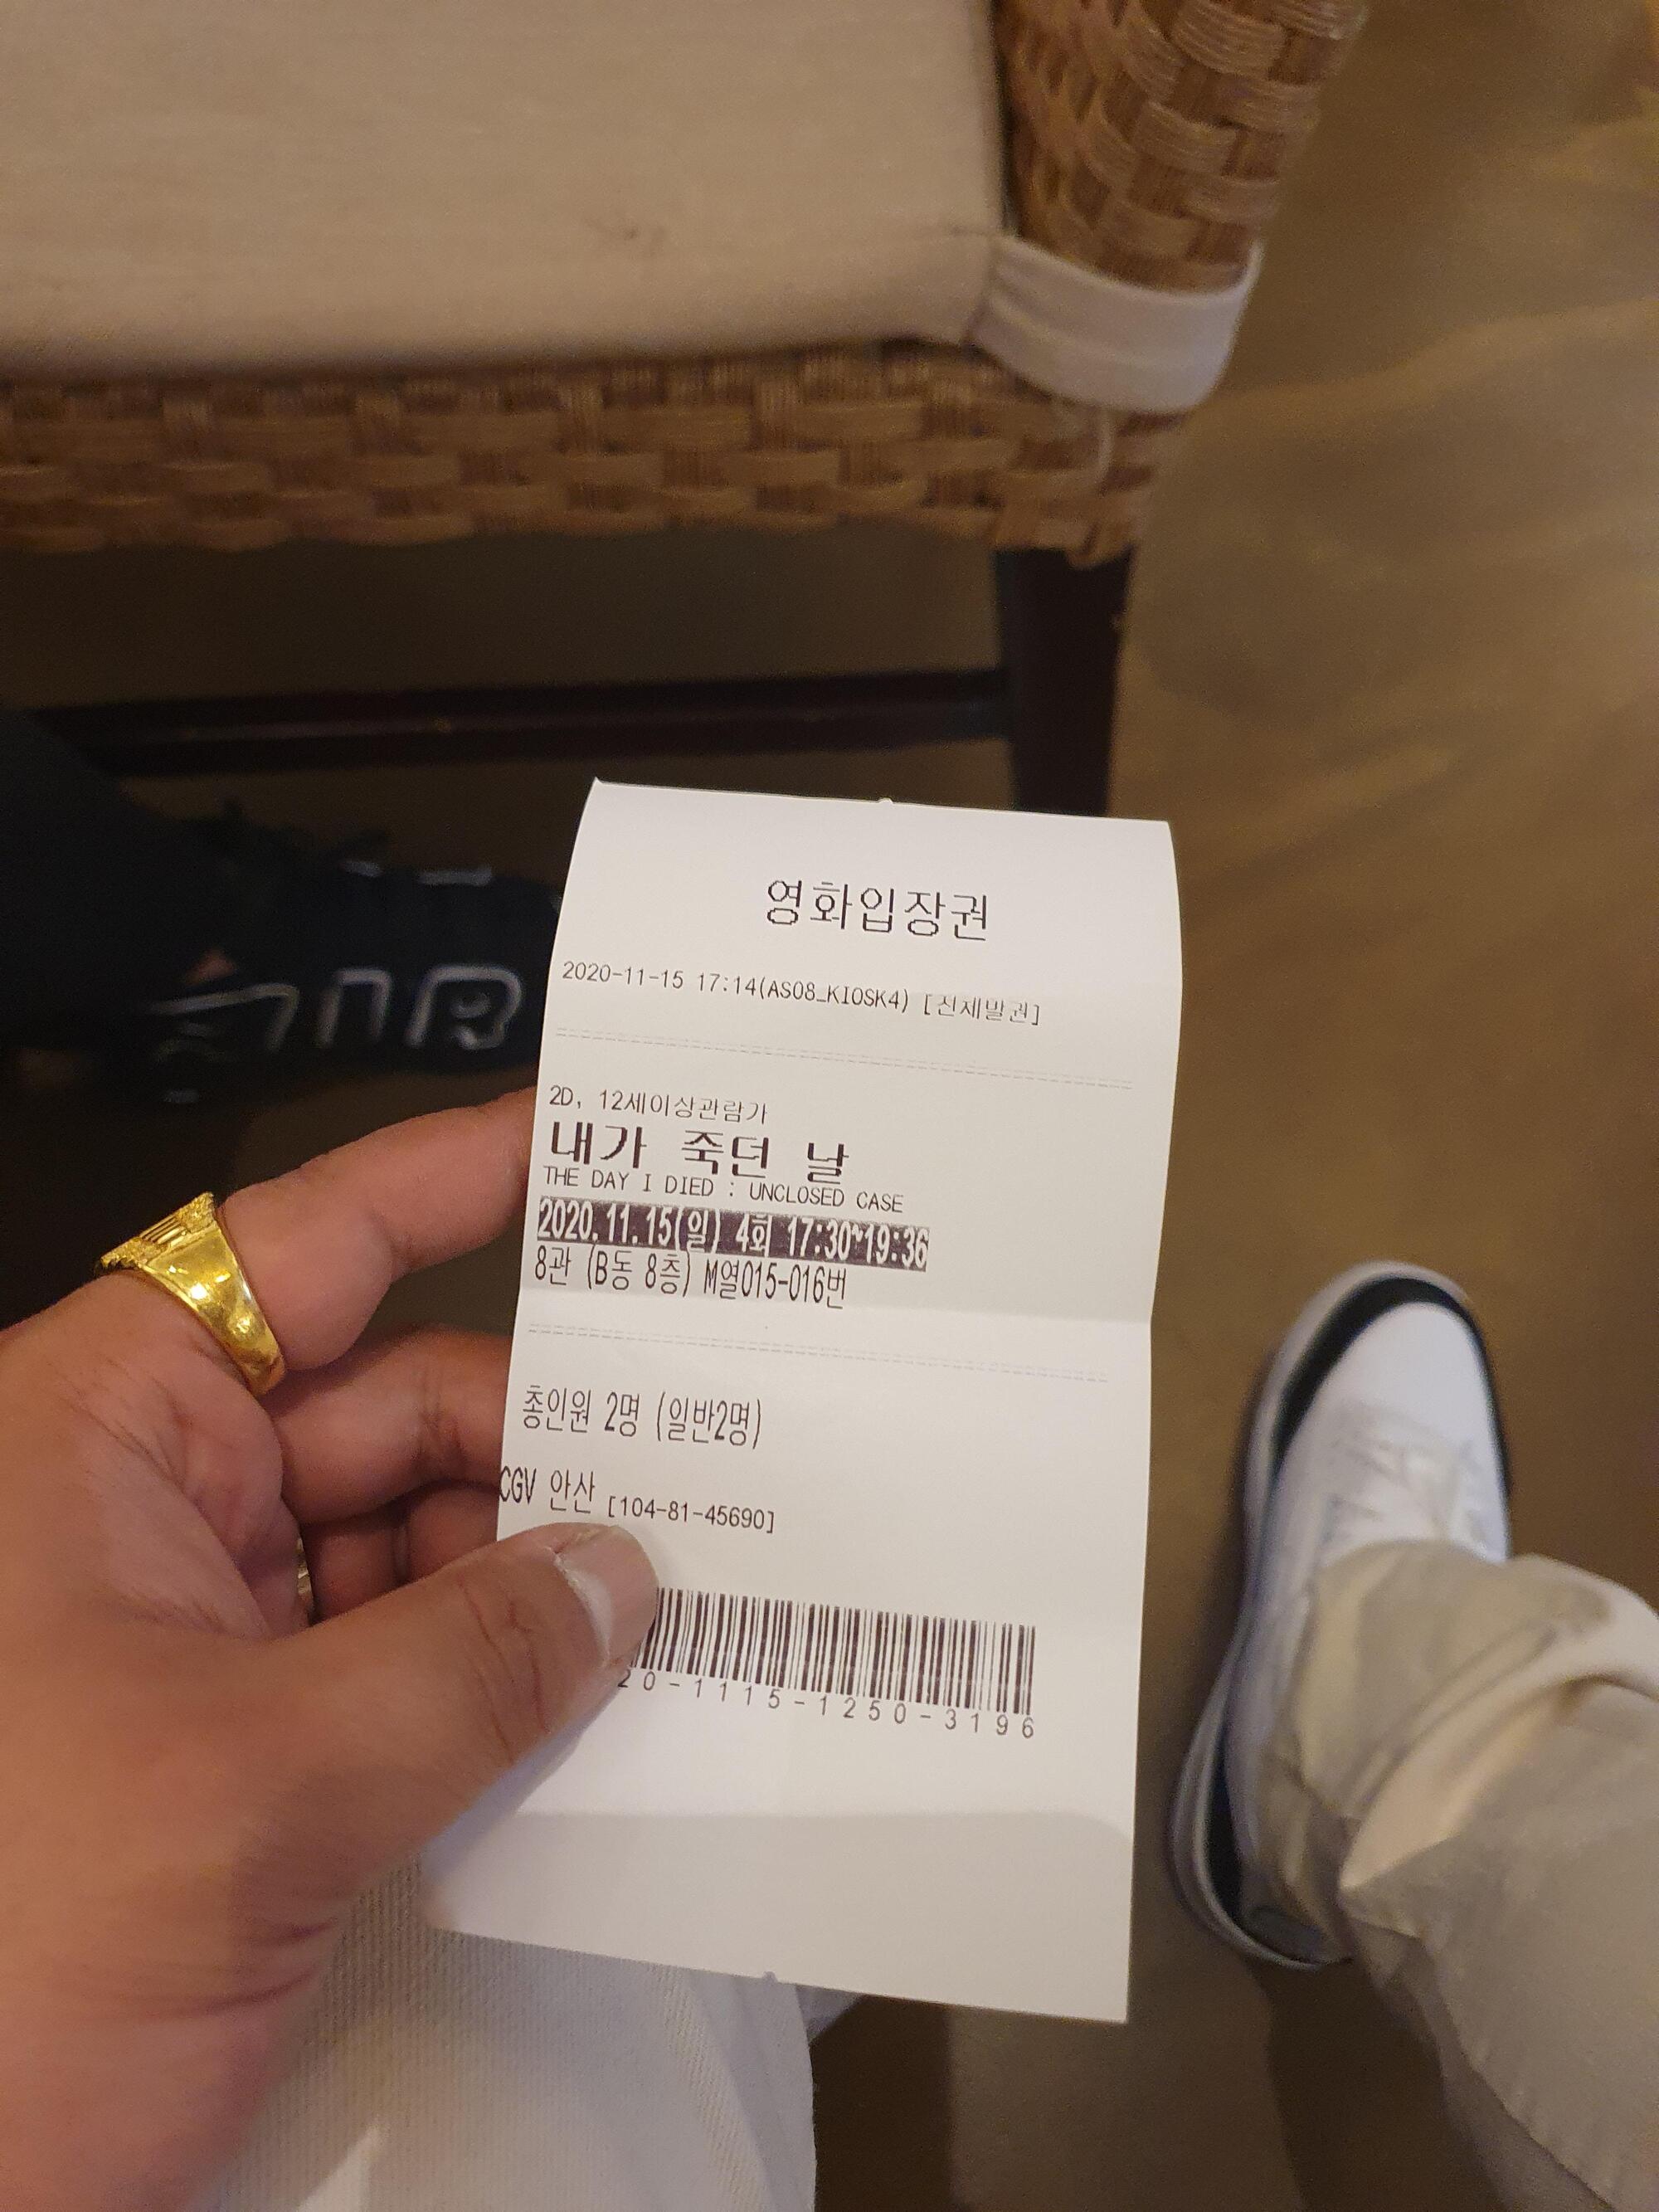 영화입장권
2020-11-15 17:14(AS08_KIOSK4) [신재발권]
2D, 12세이상관람가
내가 죽던 날
THE DAY I DIED : UNCLOSED CASE
2020.11.15(일) 4회 17:30~19:36
8관 (B동 8층) M열015-016번
총인원 2명 (일반2명)
CGV 안산 [104-81-45690]
20-1115-1250-3196